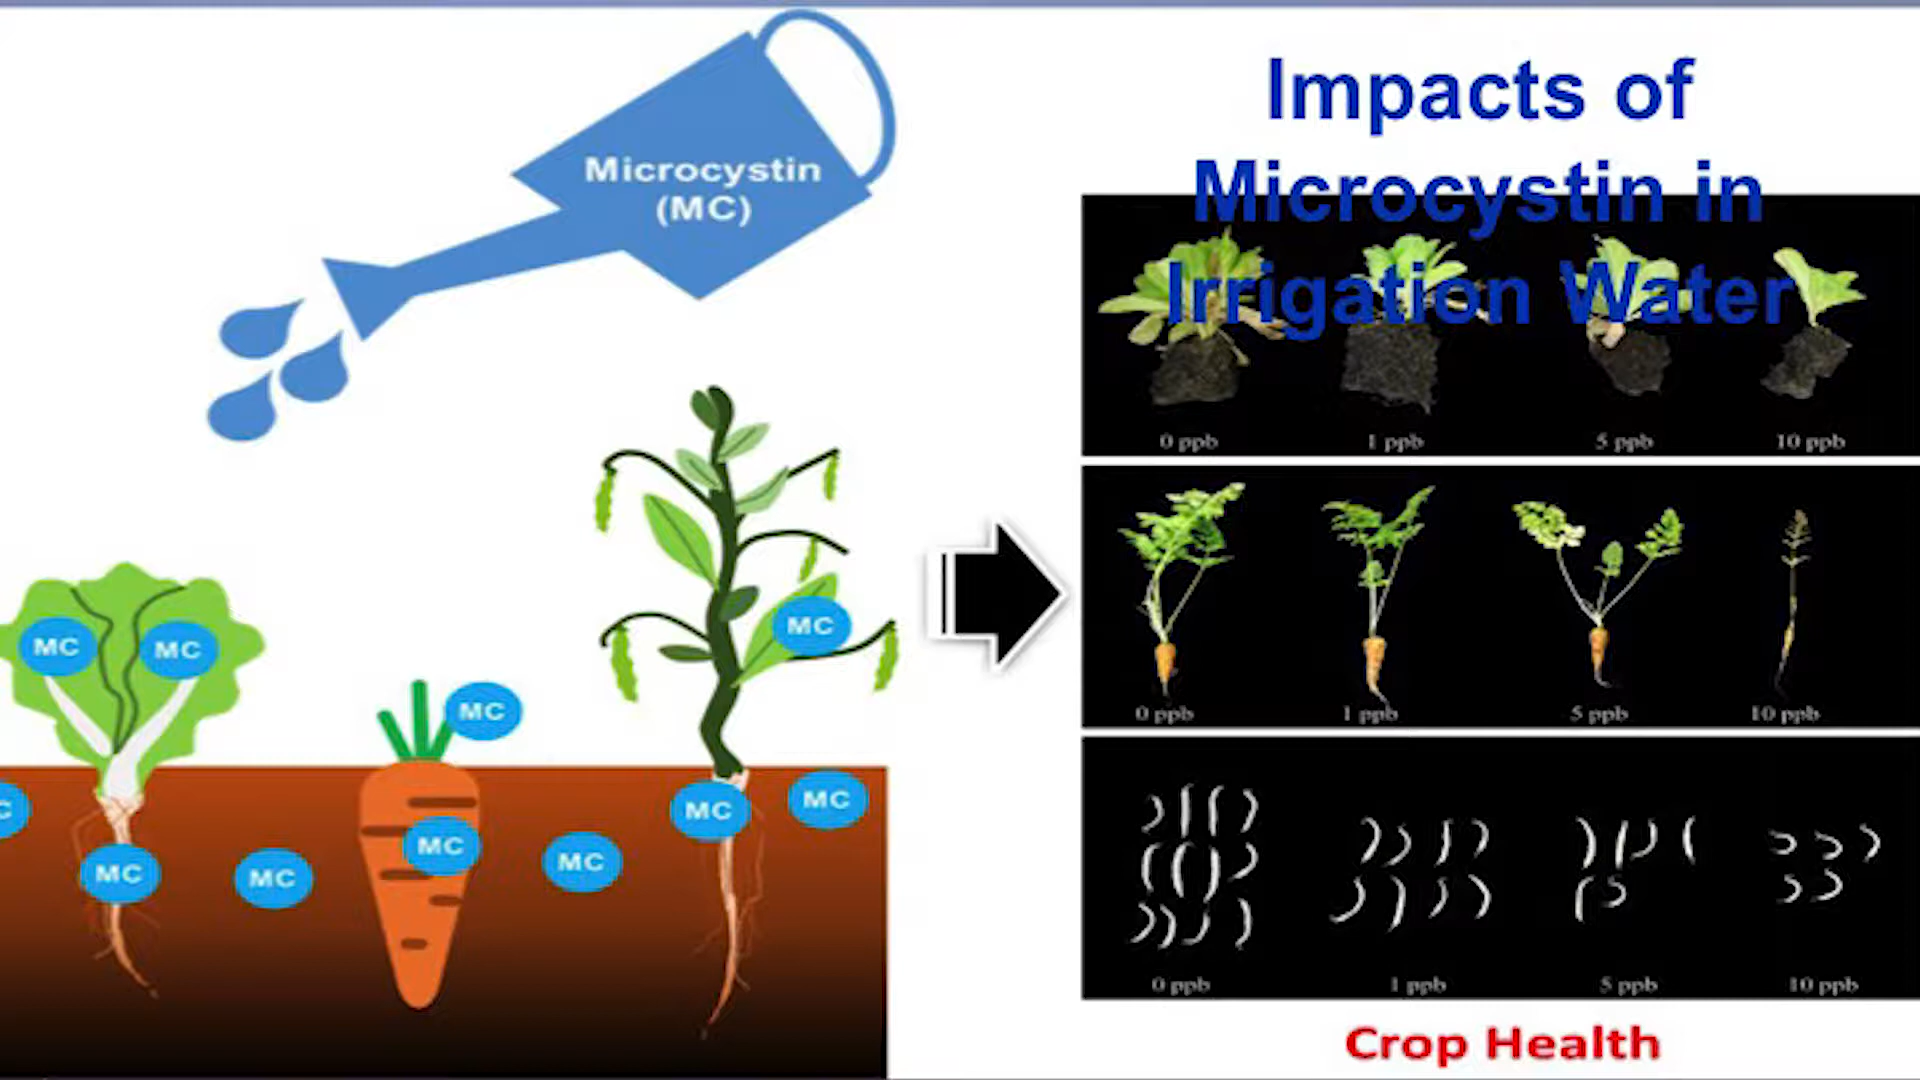 Impacts of
Microcystin in
Irrigation Water
Microcystin
(MC)
0 ppb 1 ppb 5 ppb 10 ppb
MC MC MC
MC
0 ppb 1 ppb 5 ppb 10 ppb
MC MC
MC MC MC MC
0 ppb 1 ppb 5 ppb 10 ppb
Crop Health